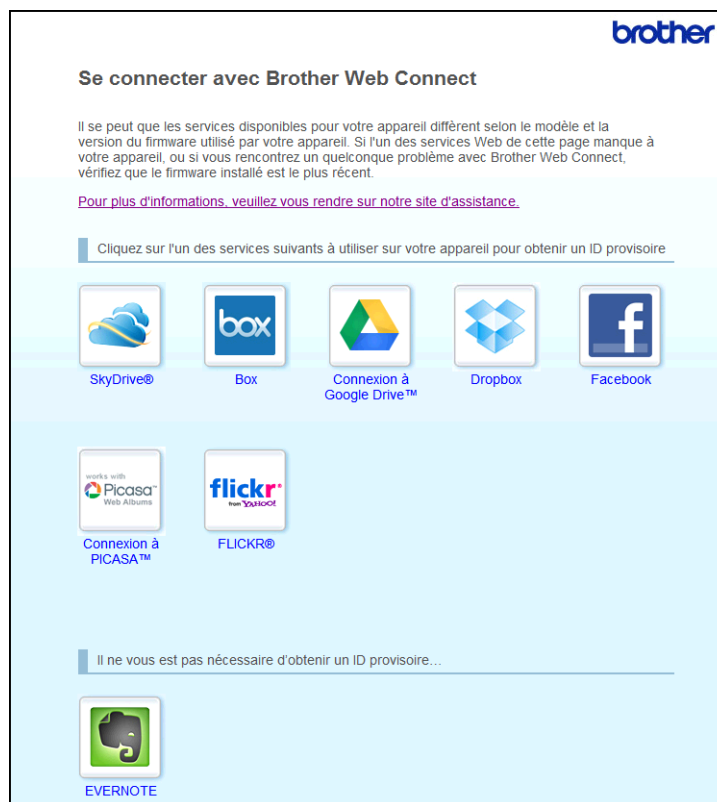 brother
Se connecter avec Brother Web Connect
Il se peut que les services disponibles pour votre appareil diffèrent selon le modèle et la
version du firmware utilisé par votre appareil. Si l'un des services Web de cette page manque à
votre appareil, ou si vous rencontrez un quelconque problème avec Brother Web Connect,
vérifiez que le firmware installé est le plus récent.
Pour plus d'informations, veuillez vous rendre sur notre site d'assistance.
Cliquez sur l'un des services suivants à utiliser sur votre appareil pour obtenir un ID provisoire
box
f
SkyDrive®
Box
Connexion à
Google Drive™
Dropbox
Facebook
works with
Picasa™
Web Albums
flickr
from YAHOO!
Connexion à
PICASA™
FLICKR®
Il ne vous est pas nécessaire d'obtenir un ID provisoire…
EVERNOTE